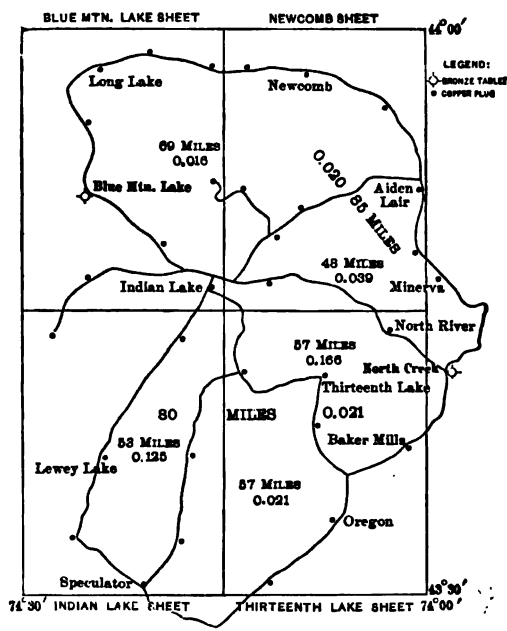 BLUE MTN. LAKE SHEET NEWCOMB SHEET
44°00'
LEGEND:
BRONZE TABLET
COPPER PLUG
Long Lake
Newcomb
69 MILES
0.016
0.020 85 MILES
Blue Mtn. Lake
Aiden
Lair
48 MILES
0.039
Indian Lake
Minerva
North River
57 MILES
0.166
North Creek
Thirteenth Lake
80 MILES
0.021
Baker Mills
53 MILES
0.125
Lewey Lake
57 MILES
0.021
Oregon
Speculator
43°30'
74°30' INDIAN LAKE SHEET THIRTEENTH LAKE SHEET 74°00'